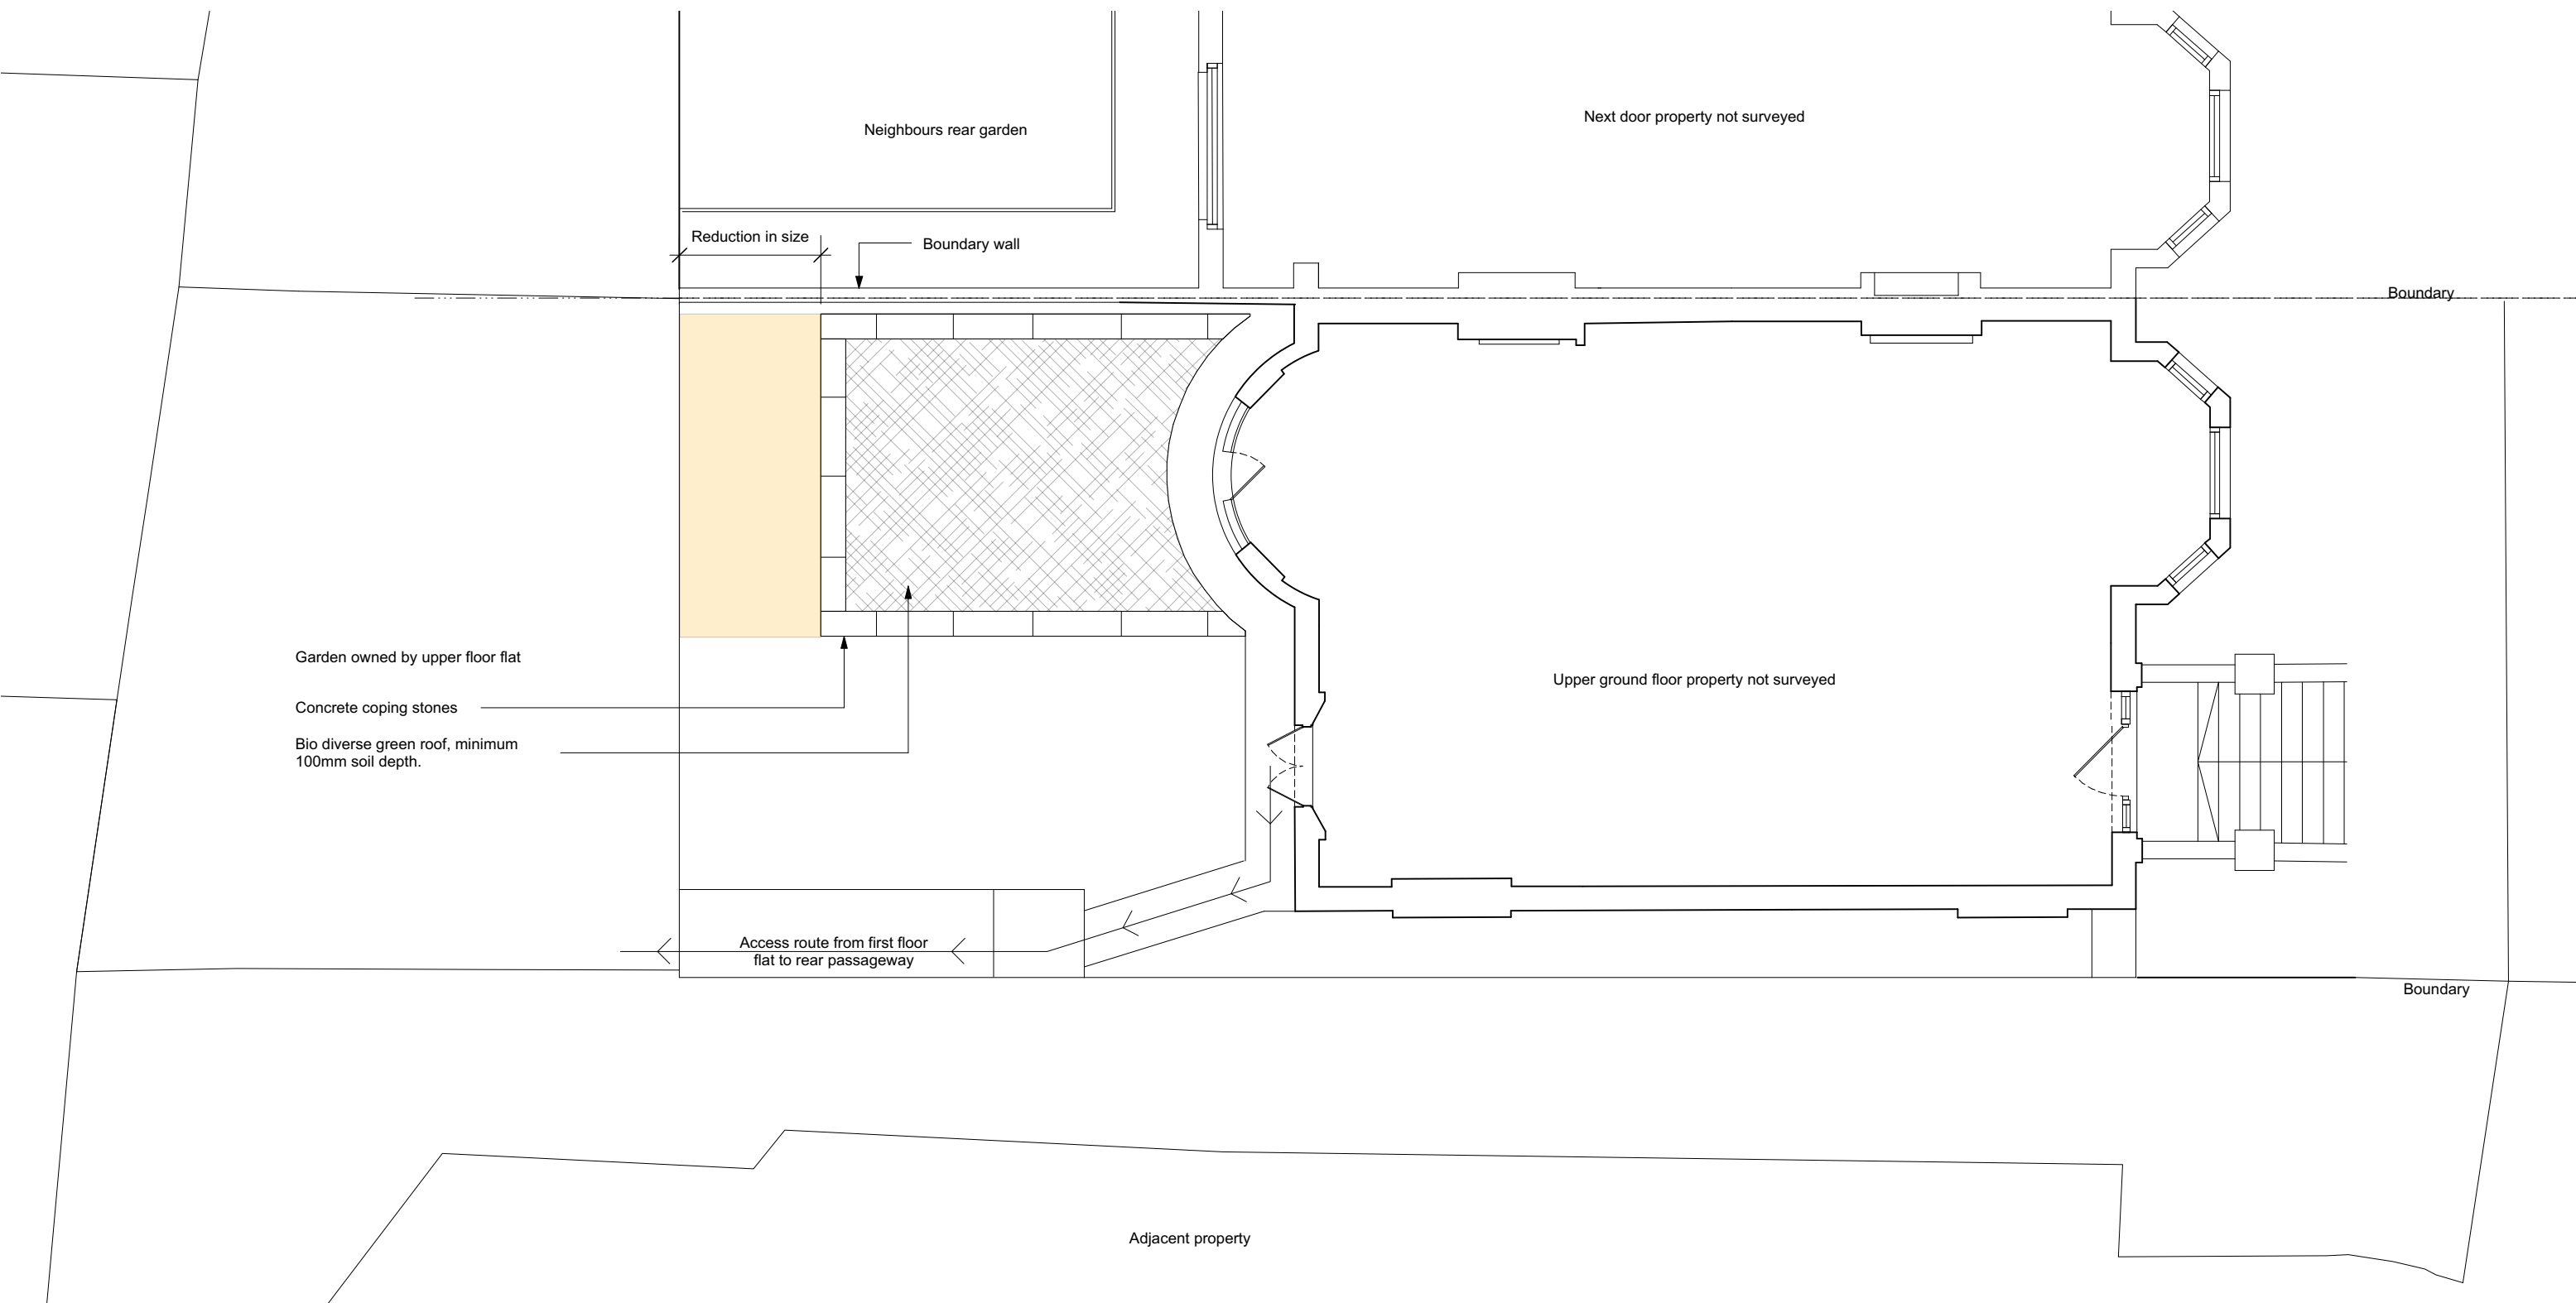 Next door property not surveyed
Neighbours rear garden
Reduction in size
Boundary wall
Boundary
Garden owned by upper floor flat
Upper ground floor property not surveyed
Concrete coping stones
Bio diverse green roof, minimum
100mm soil depth.
Access route from first floor
flat to rear passageway
Boundary
Adjacent property